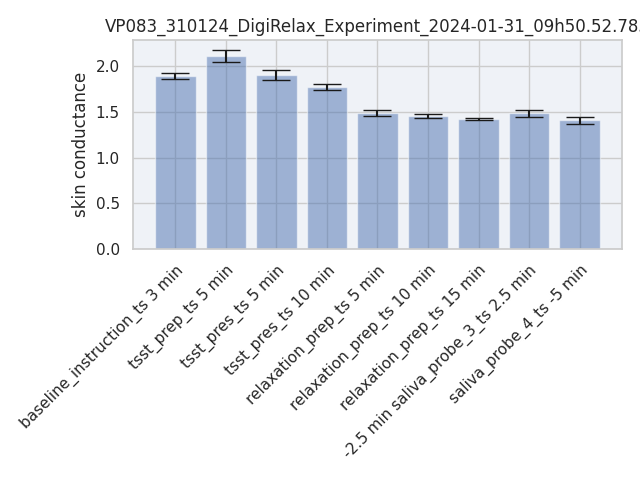 VP083_310124_DigiRelax_Experiment_2024-01-31_09h50.52.78
skin conductance
2.0
1.5
1.0
0.5
0.0
baseline_instruction_ts 3 min
tsst_prep_ts 5 min
tsst_pres_ts 5 min
tsst_pres_ts 10 min
relaxation_prep_ts 5 min
relaxation_prep_ts 10 min
relaxation_prep_ts 15 min
-2.5 min saliva_probe_3_ts 2.5 min
saliva_probe_4_ts -5 min